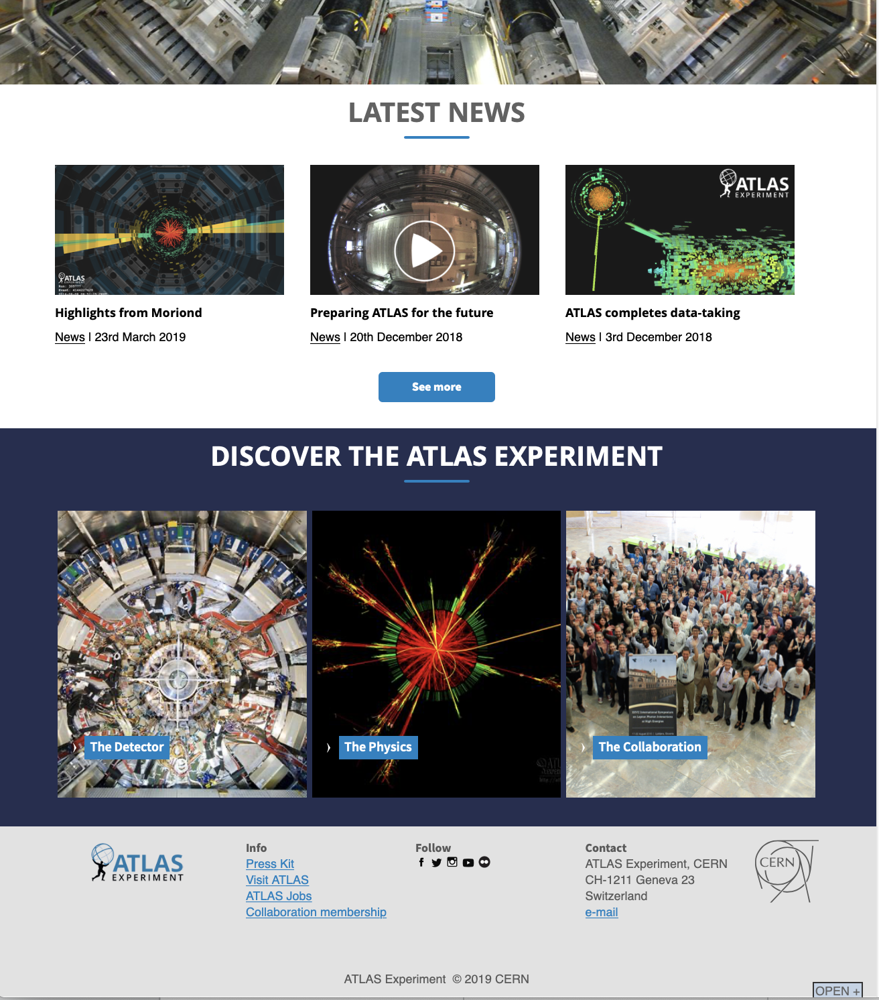 12
LATEST NEWS
ATLAS
EXPERIMENT
ATLAS
EXPERIMENT
Highlights from Moriond
Preparing ATLAS for the future
ATLAS completes data-taking
News | 23rd March 2019
News | 20th December 2018
News | 3rd December 2018
See more
DISCOVER THE ATLAS EXPERIMENT
The Detector
The Physics
The Collaboration
ATLAS
EXPERIMENT
Info
Press Kit
Visit ATLAS
ATLAS Jobs
Collaboration membership
Follow
Contact
ATLAS Experiment, CERN
CH-1211 Geneva 23
Switzerland
e-mail
CERN
ATLAS Experiment © 2019 CERN
OPEN +